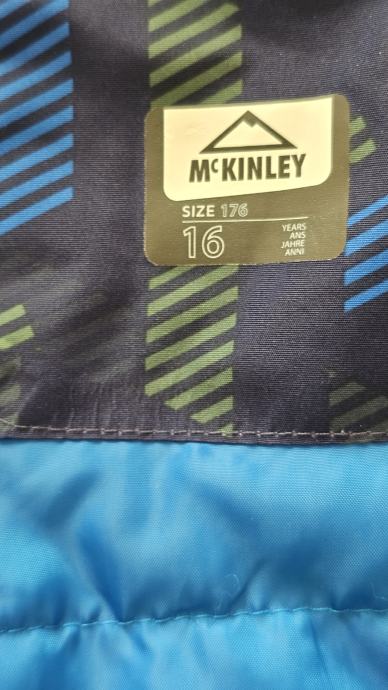 McKINLEY
SIZE 176
16
YEARS
ANS
JAHRE
ANNI